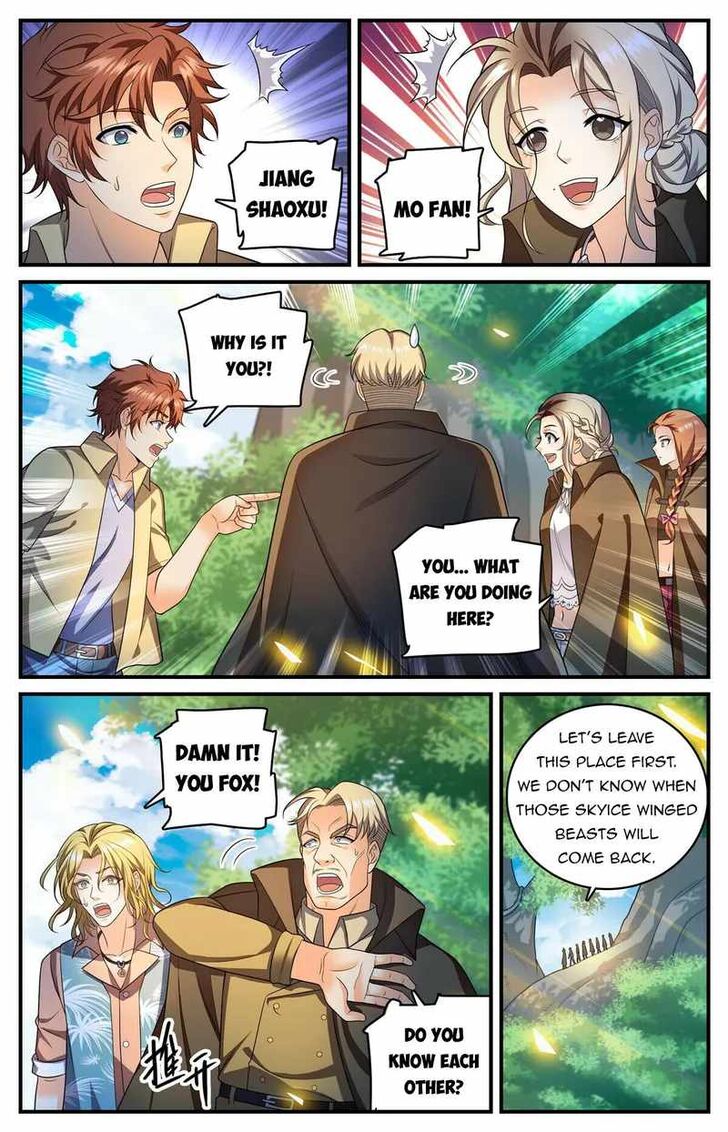 JIANG
SHAOXU!
MO FAN!
WHY IS IT
YOU?!
YOU... WHAT
ARE YOU DOING
HERE?
DAMN IT!
YOU FOX!
推开
DO YOU
KNOW EACH
OTHER?
LET'S LEAVE
THIS PLACE FIRST.
WE DON'T KNOW WHEN
THOSE SKYICE WINGED
BEASTS WILL
COME BACK.